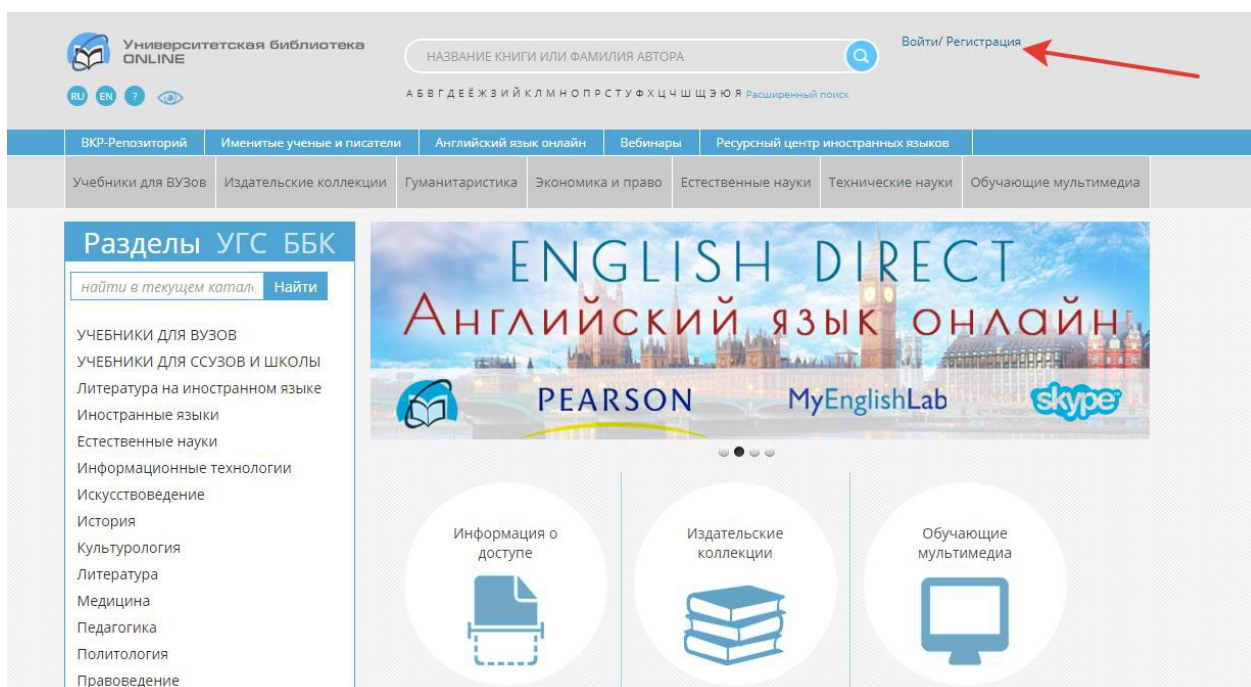 Университетская библиотека
ONLINE
НАЗВАНИЕ КНИГИ ИЛИ ФАМИЛИЯ АВТОРА
Войти/ Регистрация
RU EN ?
А Б В Г Д Е Ё Ж З И Й К Л М Н О П Р С Т У Ф Х Ц Ч Ш Щ Э Ю Я Расширенный поиск
ВКР-Репозиторий Именитые ученые и писатели Английский язык онлайн Вебинары Ресурсный центр иностранных языков
Учебники для ВУЗов Издательские коллекции Гуманитаристика Экономика и право Естественные науки Технические науки Обучающие мультимедиа
Разделы УГС ББК
найти в текущем катал Найти
УЧЕБНИКИ ДЛЯ ВУЗОВ
УЧЕБНИКИ ДЛЯ ССУЗОВ И ШКОЛЫ
Литература на иностранном языке
Иностранные языки
Естественные науки
Информационные технологии
Искусствоведение
История
Культурология
Литература
Медицина
Педагогика
Политология
Правоведение
ENGLISH DIRECT
Английский язык онлайн
PEARSON MyEnglishLab skype
Информация о
доступе
Издательские
коллекции
Обучающие
мультимедиа